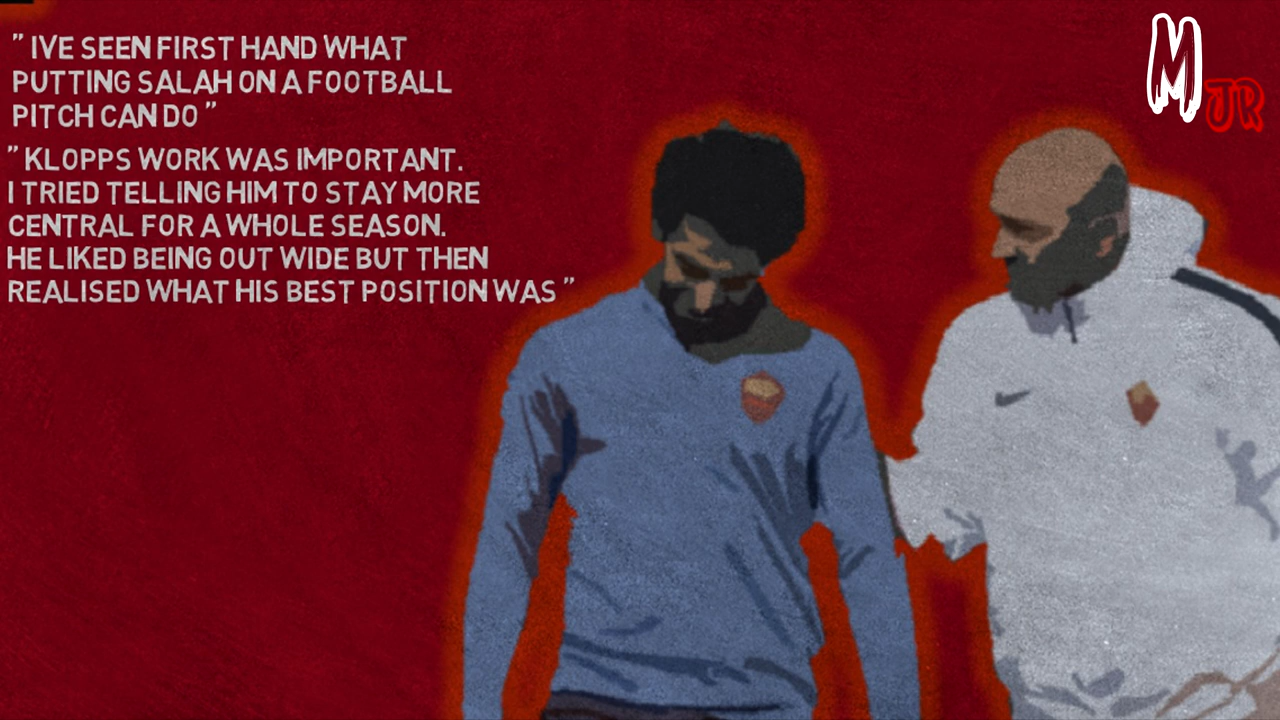 " IVE SEEN FIRST HAND WHAT
PUTTING SALAH ON A FOOTBALL
PITCH CAN DO "
" KLOPPS WORK WAS IMPORTANT.
I TRIED TELLING HIM TO STAY MORE
CENTRAL FOR A WHOLE SEASON.
HE LIKED BEING OUT WIDE BUT THEN
REALISED WHAT HIS BEST POSITION WAS "
M
JR